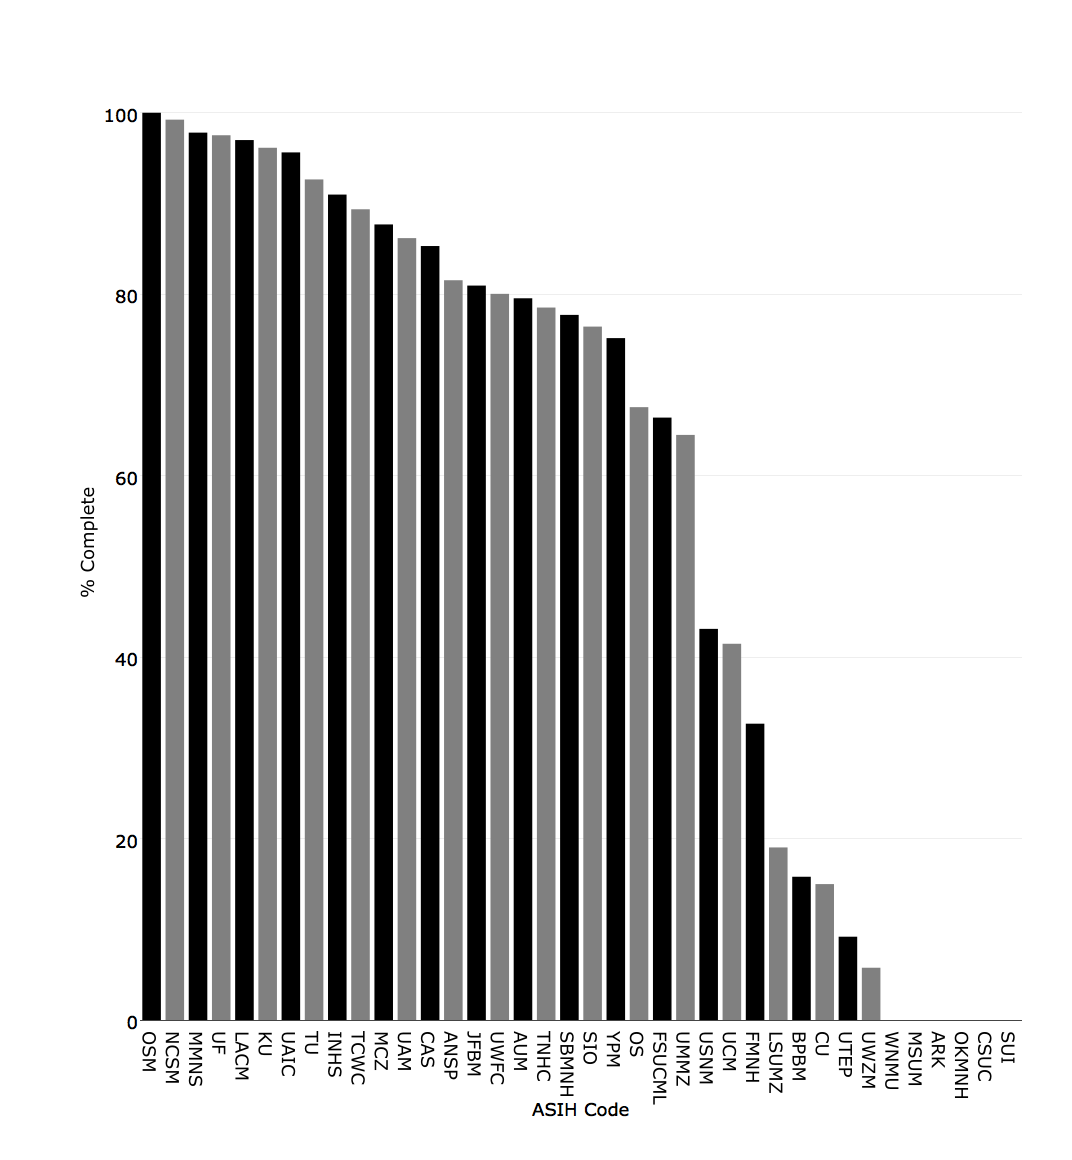 100
80
60
40
20
0
% Complete
OSM
NCSM
MMNS
UF
LACM
KU
UAIC
TU
INHS
TCWC
MCZ
UAM
CAS
ANSP
JFBM
UWFC
AUM
TNHC
SBMNH
SIO
YPM
OS
FSUCML
UMMZ
USNM
UCM
FMNH
LSUMZ
BPBM
CU
UTEP
UWZM
WNMU
MSUM
ARK
OKMNH
CSUC
SUI
ASIH Code